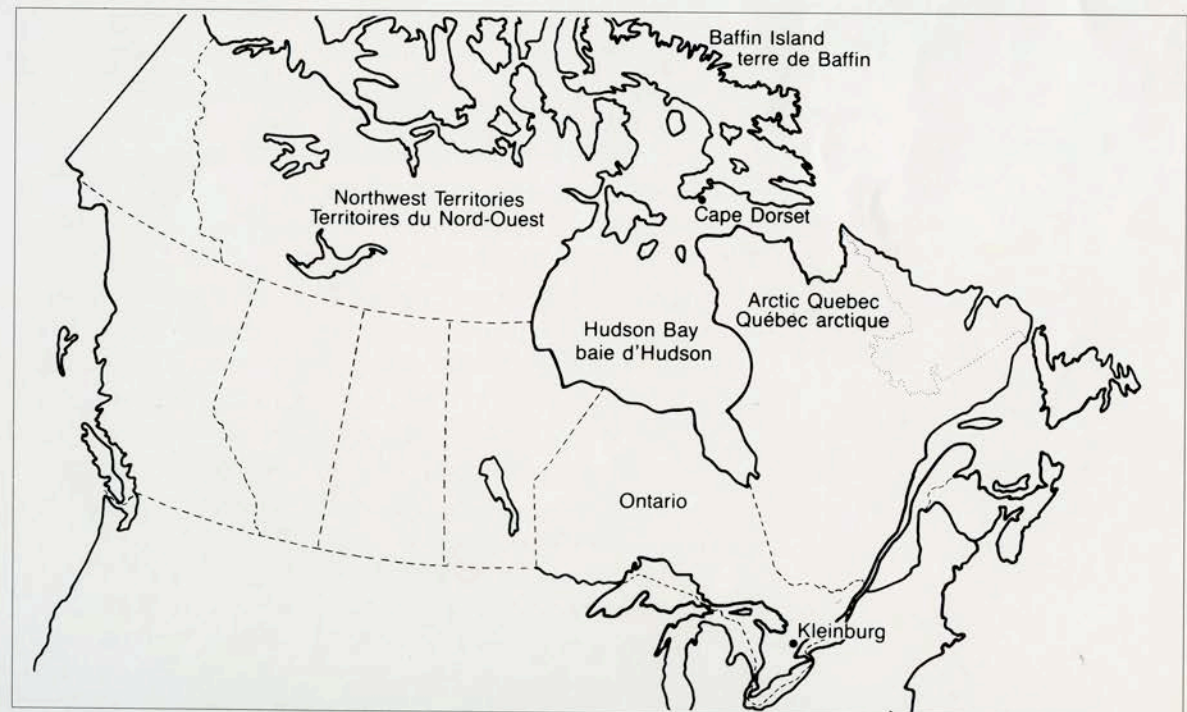 Baffin Island
terre de Baffin
Northwest Territories
Territoires du Nord-Ouest
Cape Dorset
Arctic Quebec
Québec arctique
Hudson Bay
baie d'Hudson
Ontario
Kleinburg